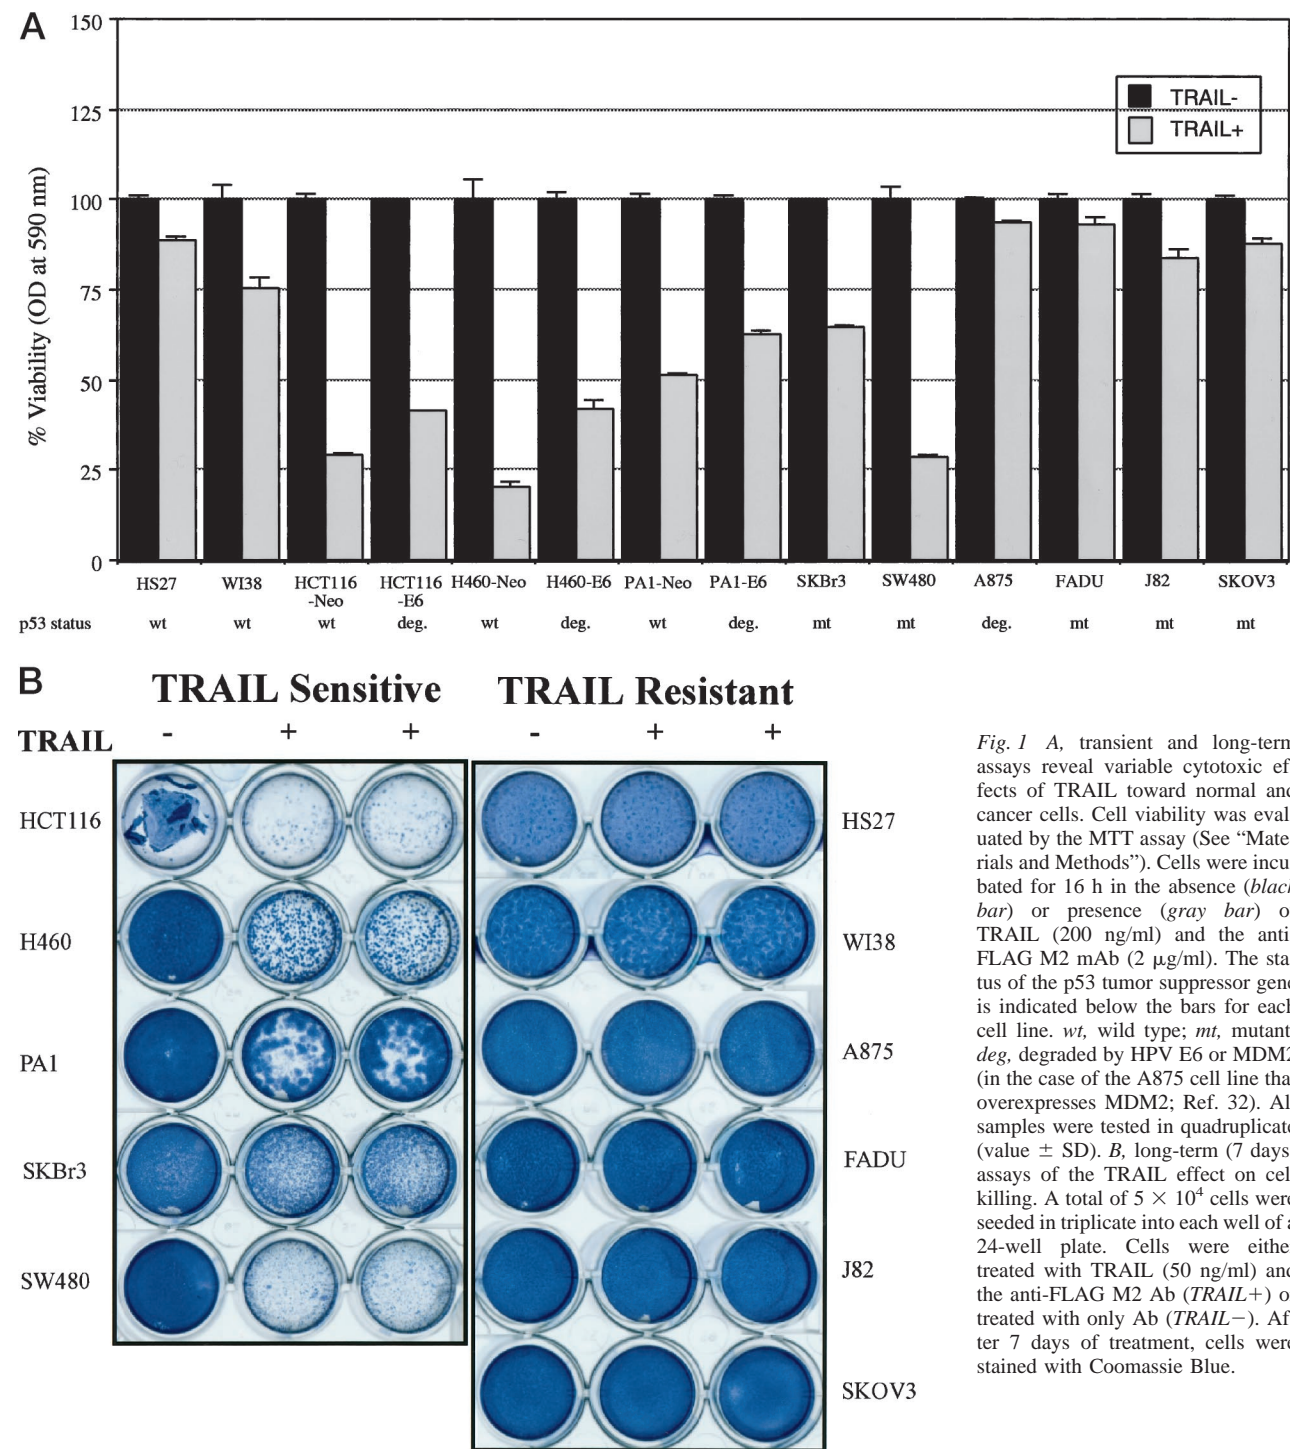 A
150
125
100
75
50
25
0
% Viability (OD at 590 nm)
TRAIL-
TRAIL+
HS27 WI38 HCT116 -Neo HCT116 -E6 H460-Neo H460-E6 PA1-Neo PA1-E6 SKBr3 SW480 A875 FADU J82 SKOV3
p53 status wt wt wt deg. wt deg. wt deg. mt mt deg. mt mt mt
B
TRAIL Sensitive
TRAIL Resistant
TRAIL - + + - + +
HCT116
H460
PA1
SKBr3
SW480
HS27
WI38
A875
FADU
J82
SKOV3
Fig. 1 A, transient and long-term
assays reveal variable cytotoxic ef
fects of TRAIL toward normal and
cancer cells. Cell viability was eval
uated by the MTT assay (See “Mate
rials and Methods”). Cells were incu
bated for 16 h in the absence (black
bar) or presence (gray bar) o
TRAIL (200 ng/ml) and the anti
FLAG M2 mAb (2 μg/ml). The sta
tus of the p53 tumor suppressor gene
is indicated below the bars for each
cell line. wt, wild type; mt, mutant
deg, degraded by HPV E6 or MDM2
(in the case of the A875 cell line tha
overexpresses MDM2; Ref. 32). Al
samples were tested in quadruplicate
(value ± SD). B, long-term (7 days
assays of the TRAIL effect on cel
killing. A total of 5 × 10⁴ cells were
seeded in triplicate into each well of a
24-well plate. Cells were eithe
treated with TRAIL (50 ng/ml) and
the anti-FLAG M2 Ab (TRAIL+) o
treated with only Ab (TRAIL−). Af
ter 7 days of treatment, cells were
stained with Coomassie Blue.